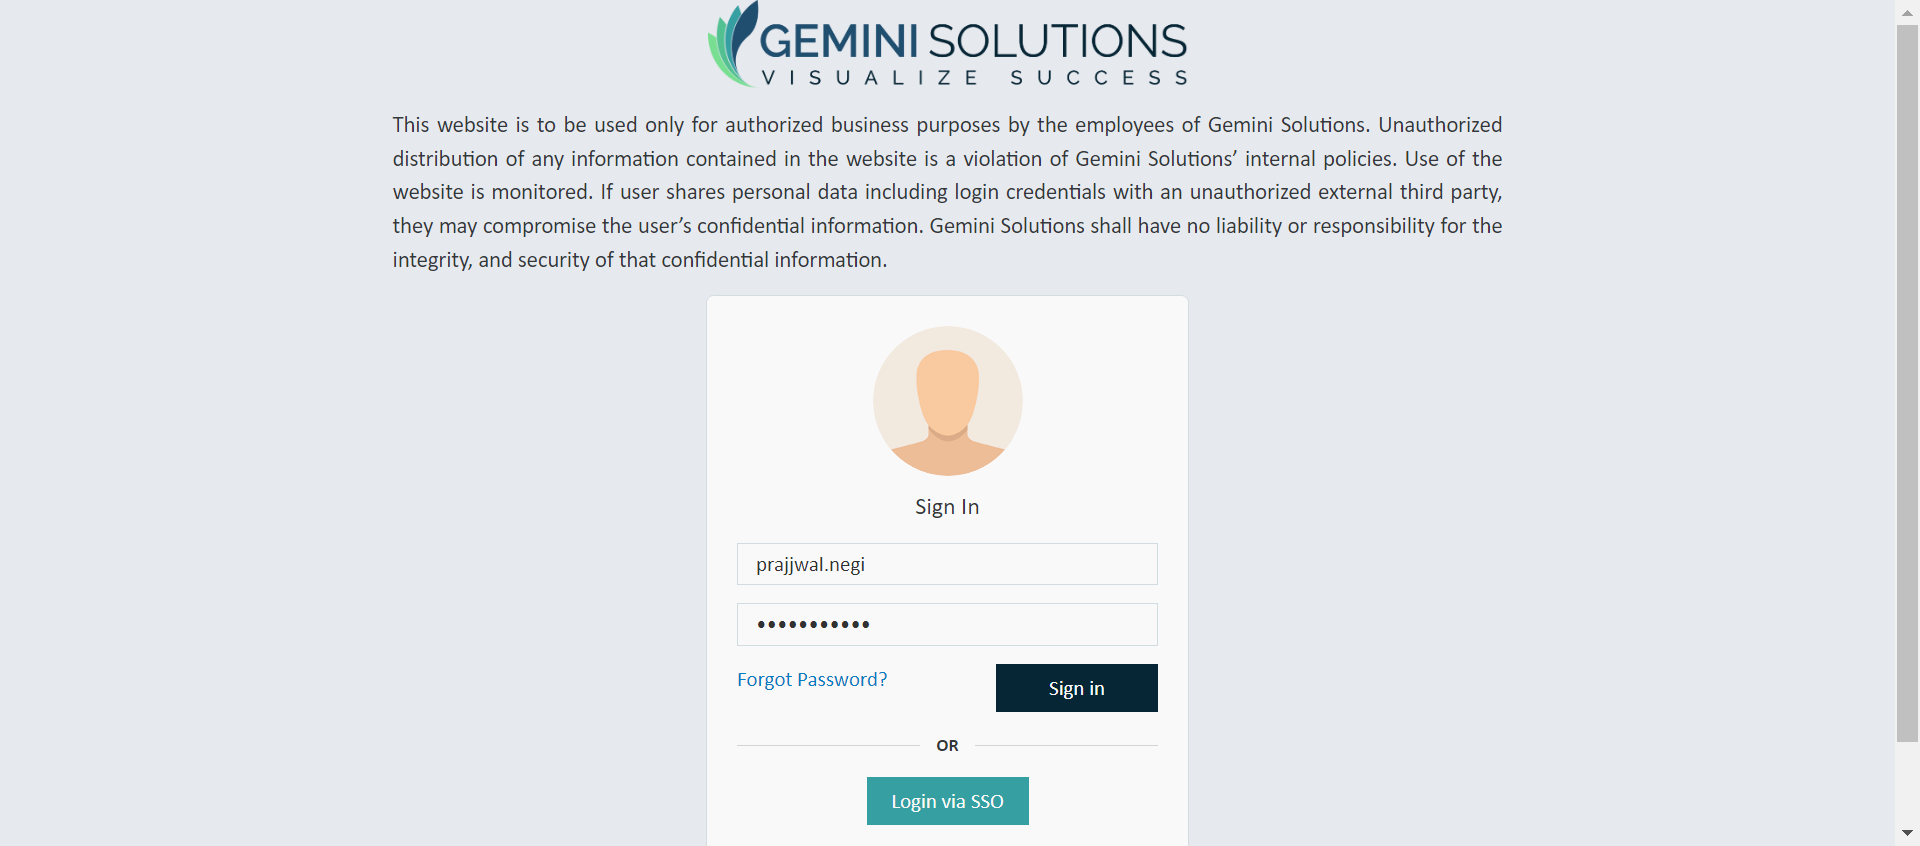 GEMINI SOLUTIONS
VISUALIZE SUCCESS
This website is to be used only for authorized business purposes by the employees of Gemini Solutions. Unauthorized
distribution of any information contained in the website is a violation of Gemini Solutions’ internal policies. Use of the
website is monitored. If user shares personal data including login credentials with an unauthorized external third party,
they may compromise the user’s confidential information. Gemini Solutions shall have no liability or responsibility for the
integrity, and security of that confidential information.
Sign In
prajjwal.negi
•••••••••••
Forgot Password?
Sign in
OR
Login via SSO